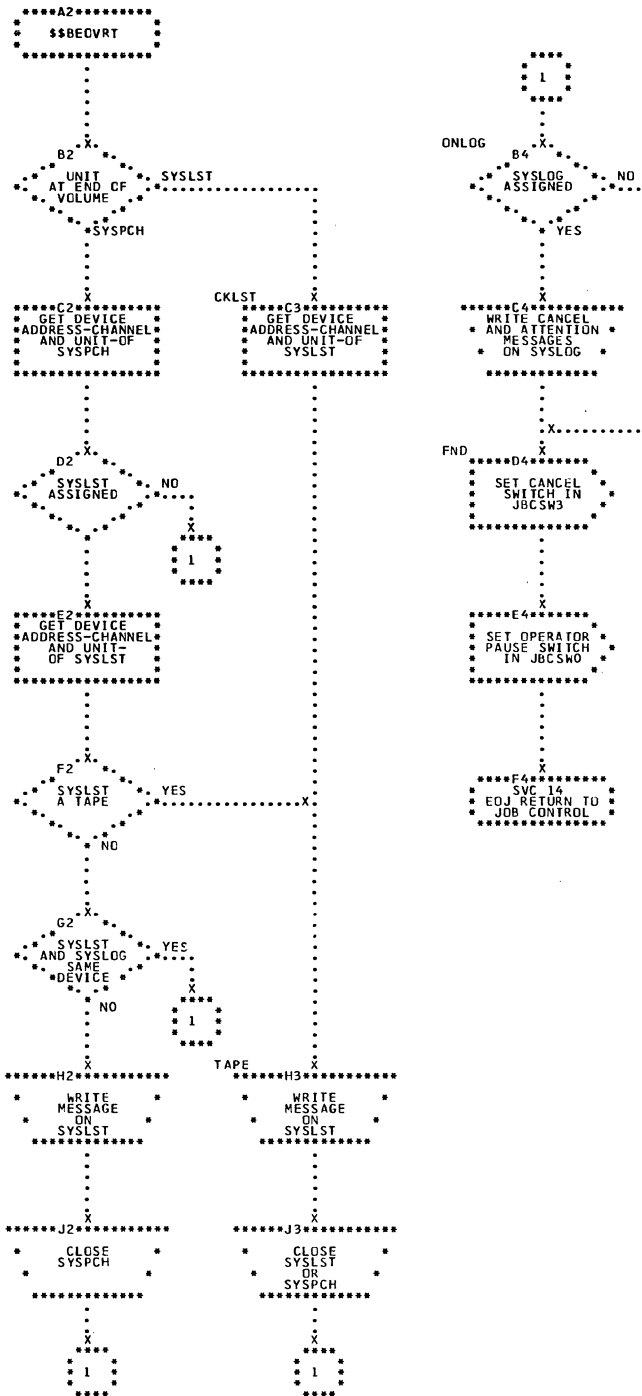 A2
$$BEOVRT
B2
UNIT
AT END OF
VOLUME
SYSLST
SYSPCH
C2
GET DEVICE
ADDRESS-CHANNEL
AND UNIT-OF
SYSPCH
CKLST
C3
GET DEVICE
ADDRESS-CHANNEL
AND UNIT-OF
SYSLST
D2
SYSLST
ASSIGNED
NO
1
E2
GET DEVICE
ADDRESS-CHANNEL
AND UNIT-
OF SYSLST
F2
SYSLST
A TAPE
YES
NO
G2
SYSLST
AND SYSLOG
SAME
DEVICE
YES
NO
1
H2
WRITE
MESSAGE
ON
SYSLST
TAPE
H3
WRITE
MESSAGE
ON
SYSLST
J2
CLOSE
SYSPCH
J3
CLOSE
SYSLST
OR
SYSPCH
1
1
1
ONLOG
B4
SYSLOG
ASSIGNED
NO
YES
C4
WRITE CANCEL
AND ATTENTION
MESSAGES
ON SYSLOG
FND
D4
SET CANCEL
SWITCH IN
JBCSW3
E4
SET OPERATOR
PAUSE SWITCH
IN JBCSW0
F4
SVC 14
EOJ RETURN TO
JOB CONTROL